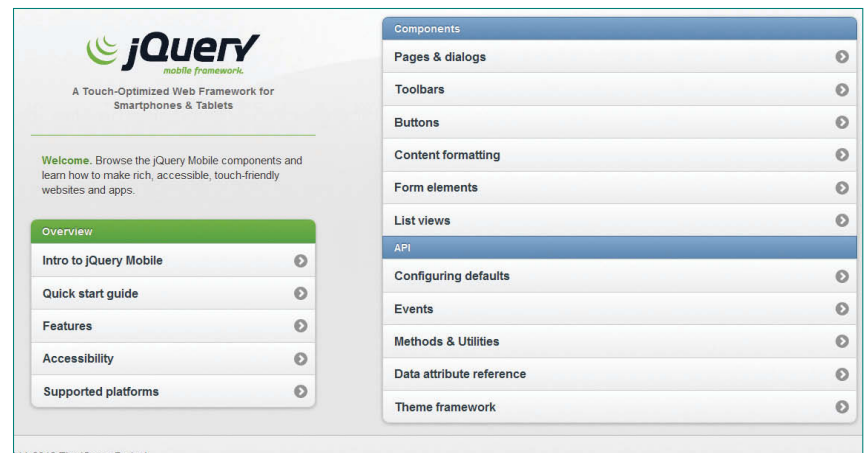 jQuery
mobile framework.
A Touch-Optimized Web Framework for
Smartphones & Tablets
Welcome. Browse the jQuery Mobile components and
learn how to make rich, accessible, touch-friendly
websites and apps.
Overview
Intro to jQuery Mobile
Quick start guide
Features
Accessibility
Supported platforms
Components
Pages & dialogs
Toolbars
Buttons
Content formatting
Form elements
List views
API
Configuring defaults
Events
Methods & Utilities
Data attribute reference
Theme framework